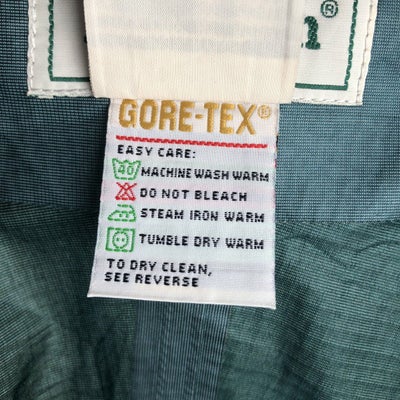 GORE-TEX®
EASY CARE:
40 MACHINE WASH WARM
DO NOT BLEACH
STEAM IRON WARM
TUMBLE DRY WARM
TO DRY CLEAN,
SEE REVERSE